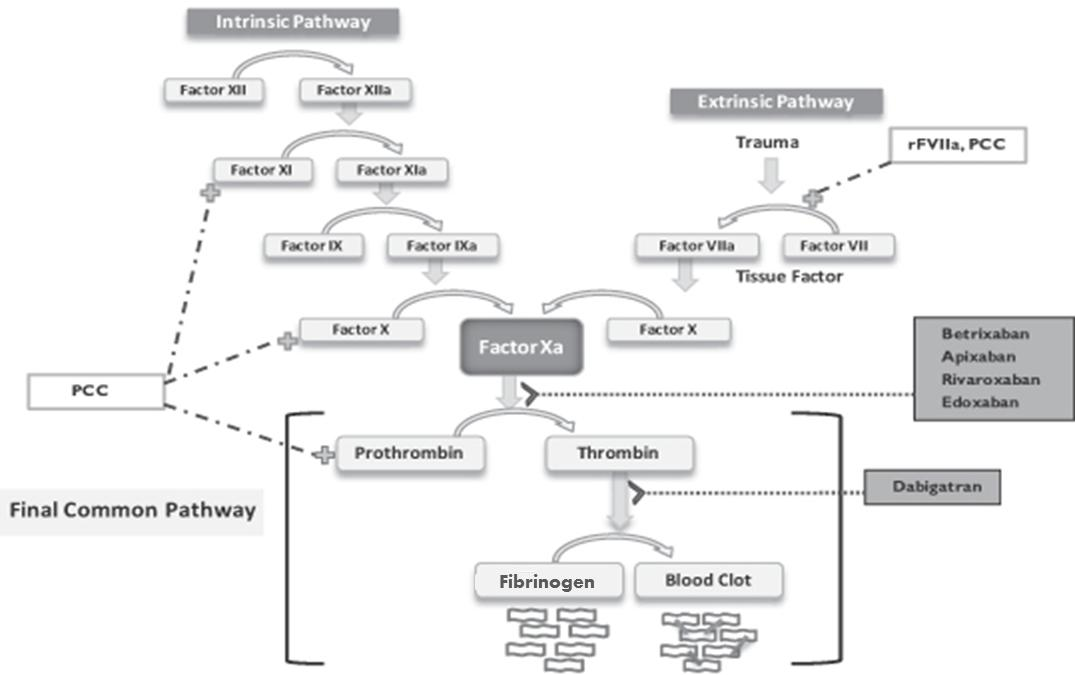 Intrinsic Pathway
Factor XII
Factor XIIa
Extrinsic Pathway
Trauma
rFVIIa, PCC
Factor XI
Factor XIa
Factor IX
Factor IXa
Factor VIIa
Factor VII
Tissue Factor
Factor X
Factor Xa
Factor X
Betrixaban
Apixaban
Rivaroxaban
Edoxaban
PCC
Prothrombin
Thrombin
Dabigatran
Final Common Pathway
Fibrinogen
Blood Clot